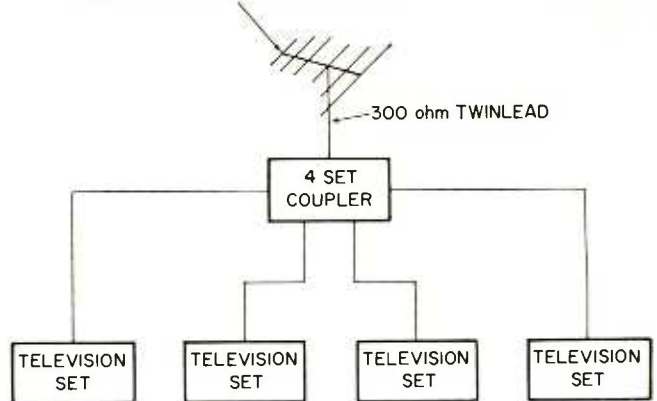 300 ohm TWINLEAD
4 SET
COUPLER
TELEVISION
SET
TELEVISION
SET
TELEVISION
SET
TELEVISION
SET